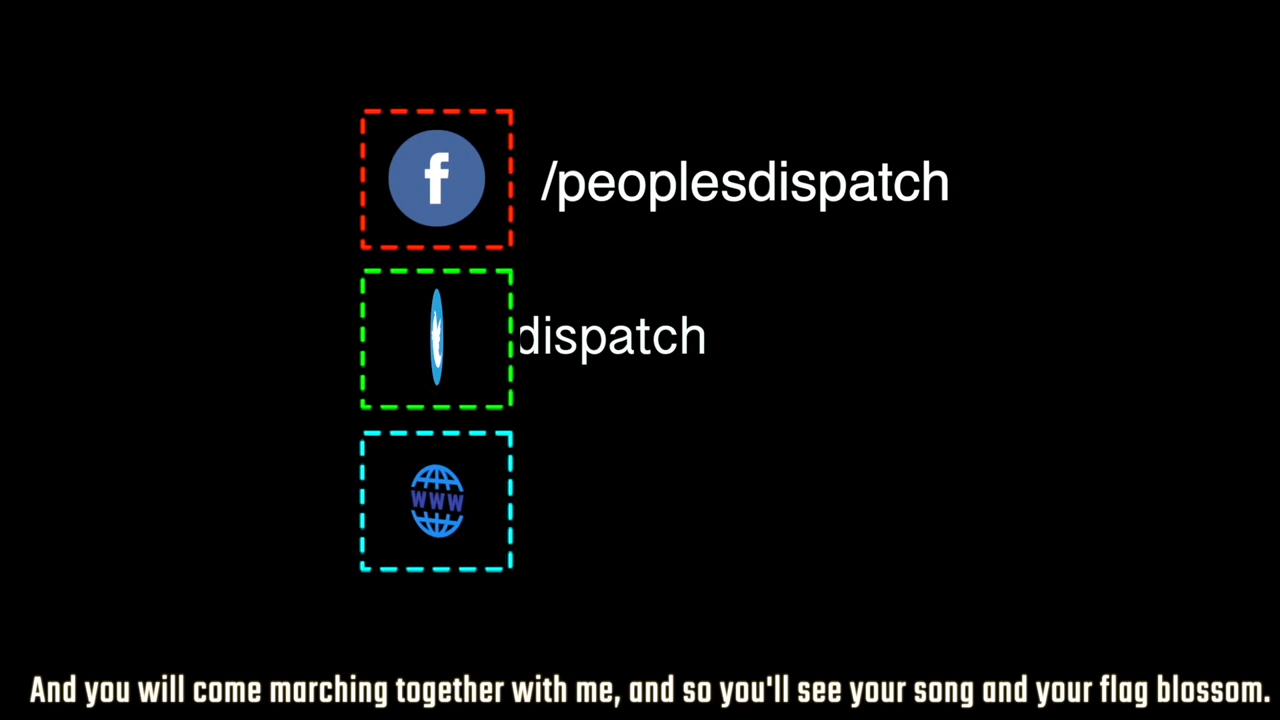 f
/peoplesdispatch
dispatch
WWW
And you will come marching together with me, and so you'll see your song and your flag blossom.